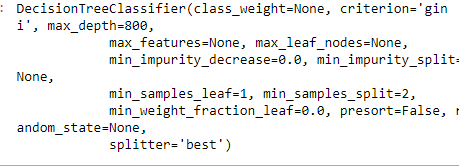 : DecisionTreeClassifier(class_weight=None, criterion='gin
i', max_depth=800,
max_features=None, max_leaf_nodes=None,
min_impurity_decrease=0.0, min_impurity_split=
None,
min_samples_leaf=1, min_samples_split=2,
min_weight_fraction_leaf=0.0, presort=False, r
andom_state=None,
splitter='best')